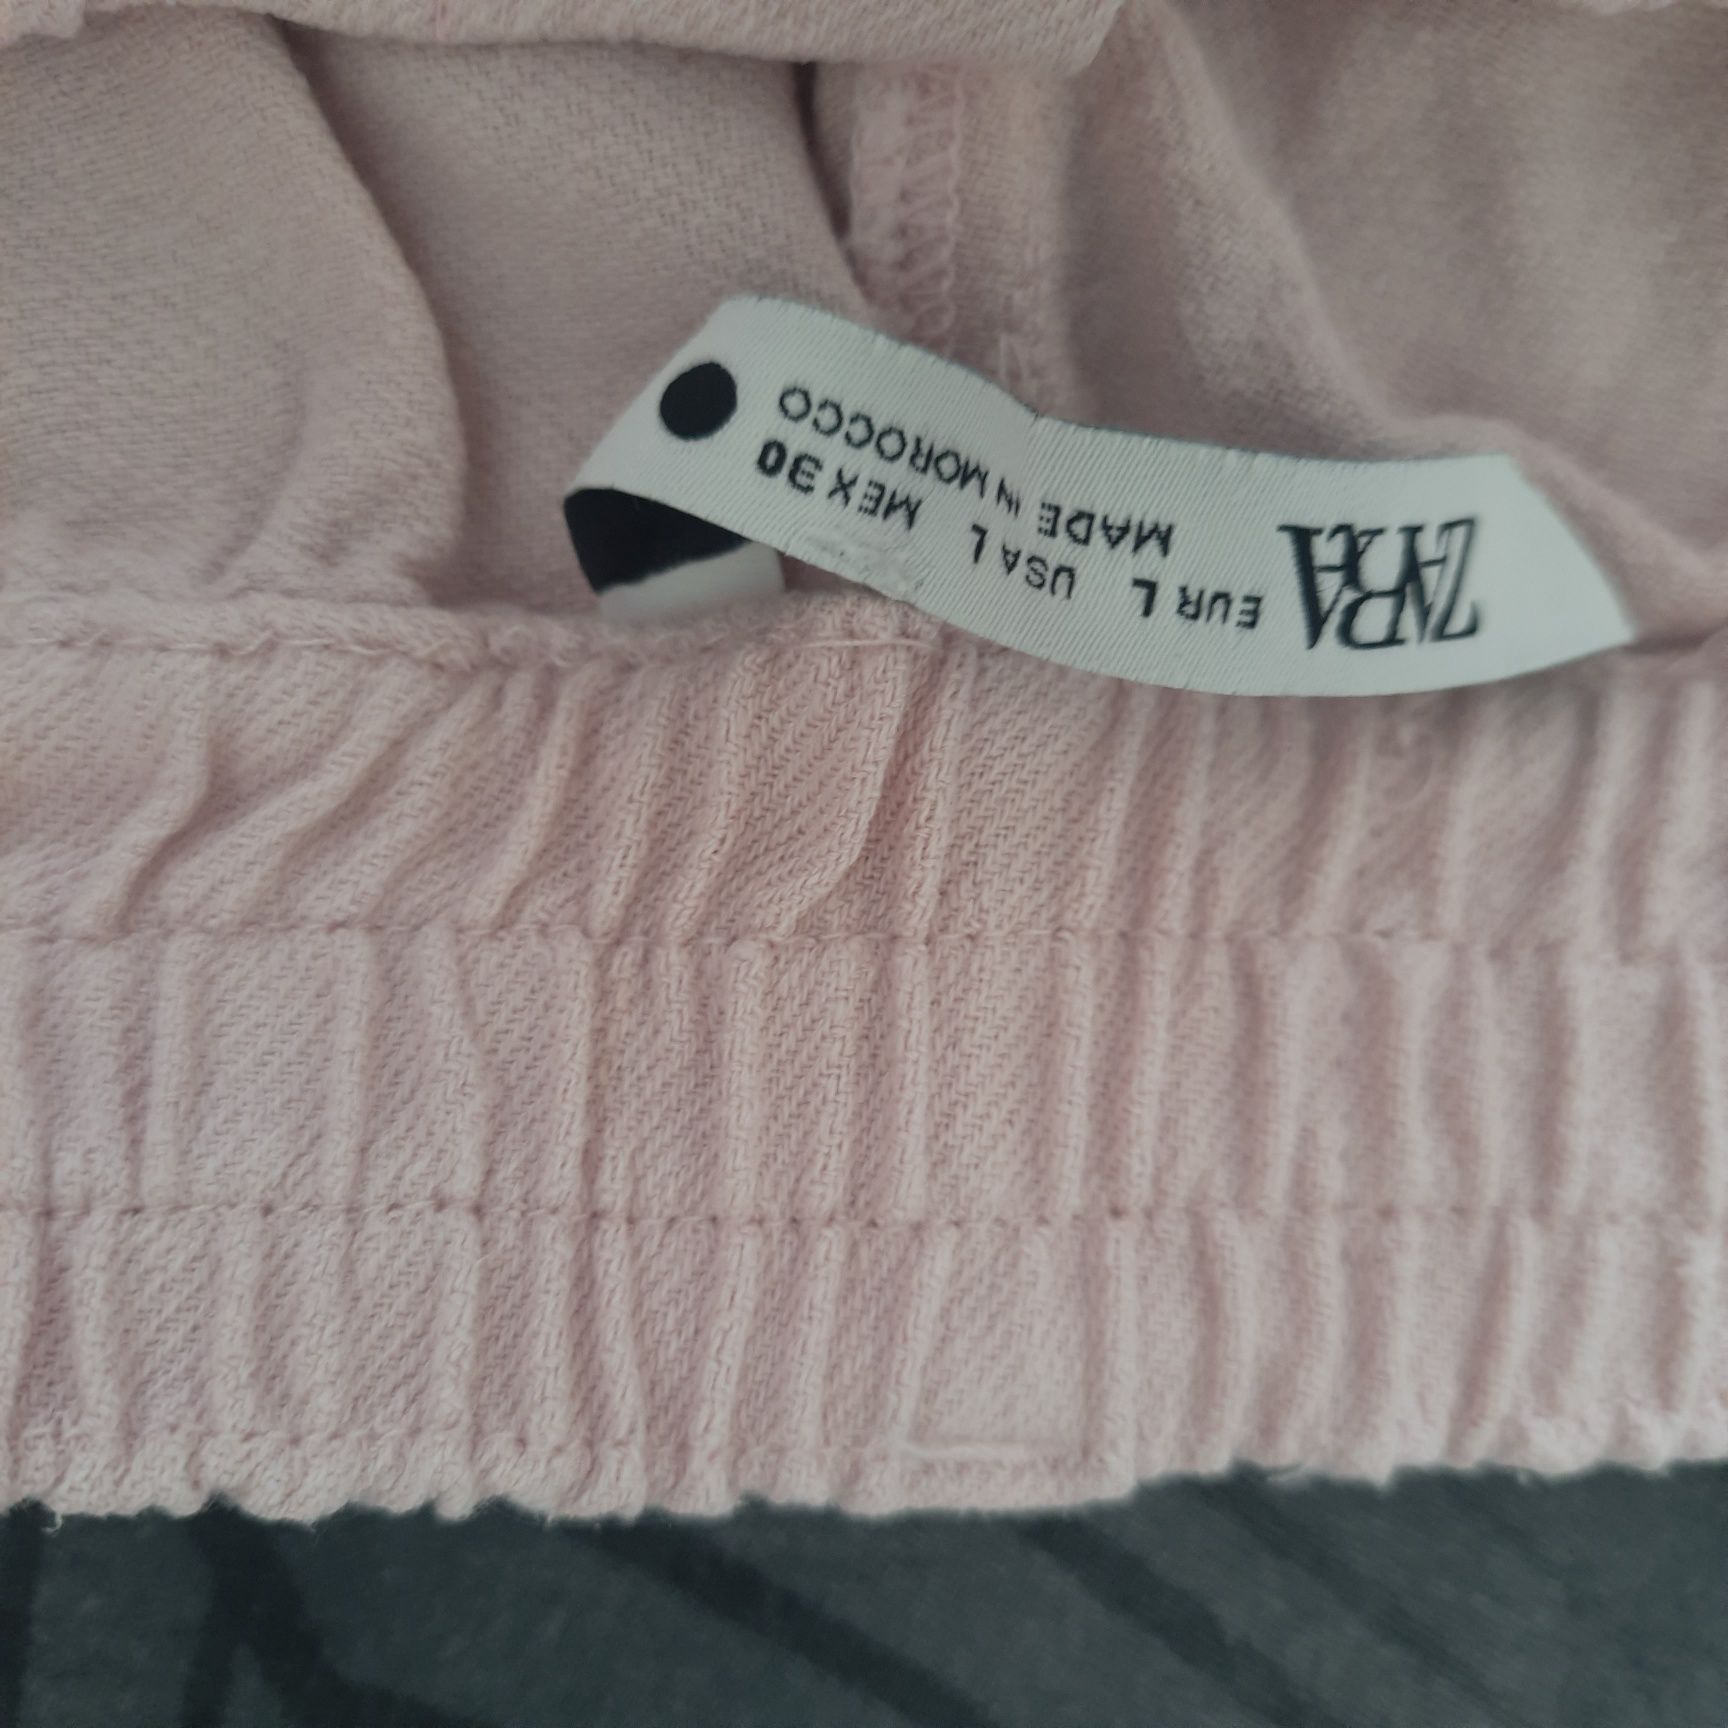 ZARA
EUR L USA L MEX 30
MADE IN MOROCCO